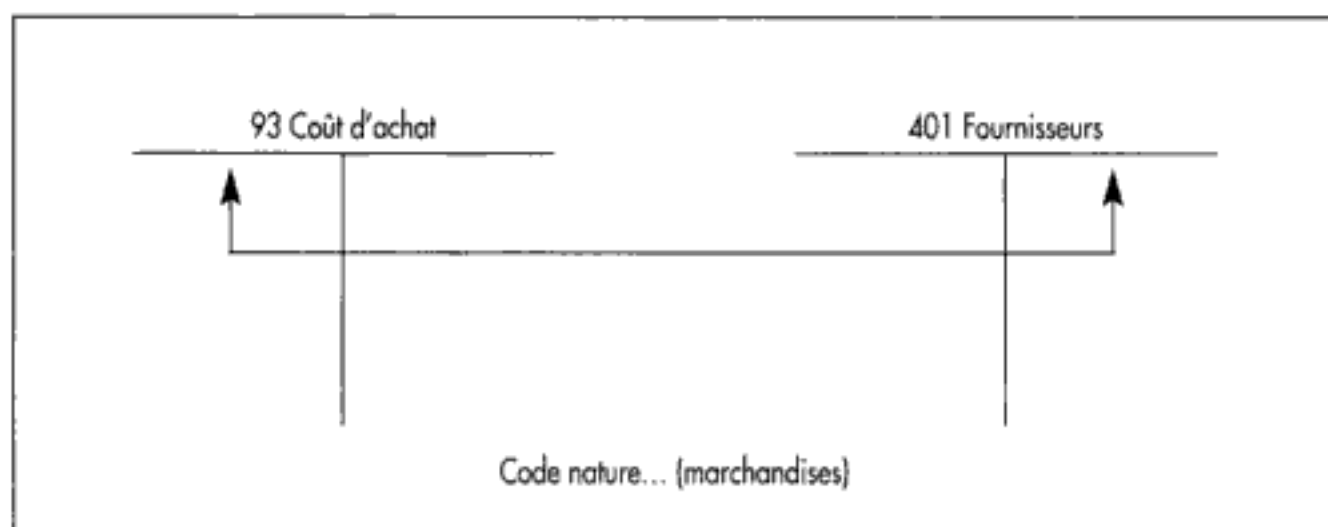 93 Coût d'achat
401 Fournisseurs
Code nature... (marchandises)